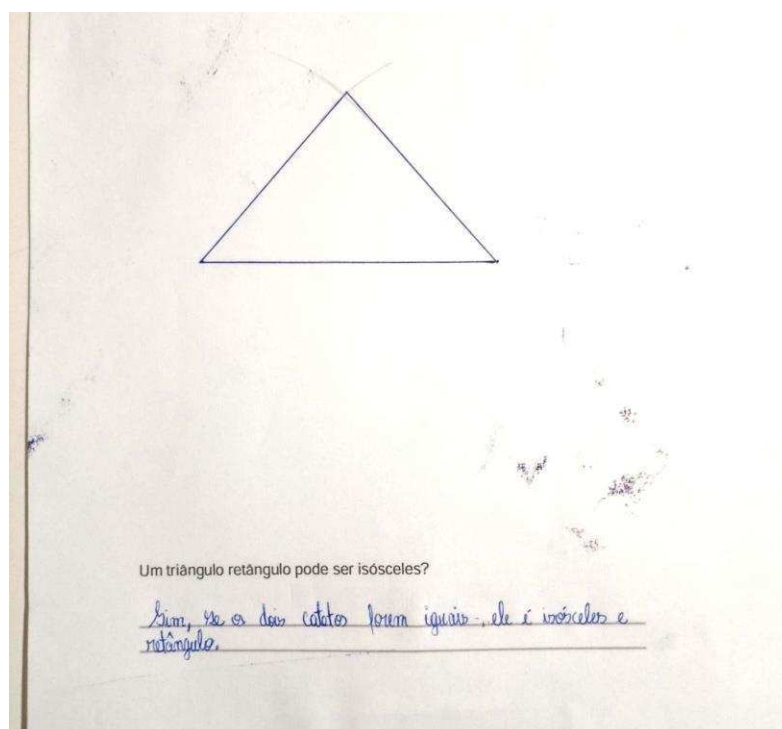 Um triângulo retângulo pode ser isósceles?
Sim, se os dois catetos forem iguais, ele é isósceles e
retângulo.